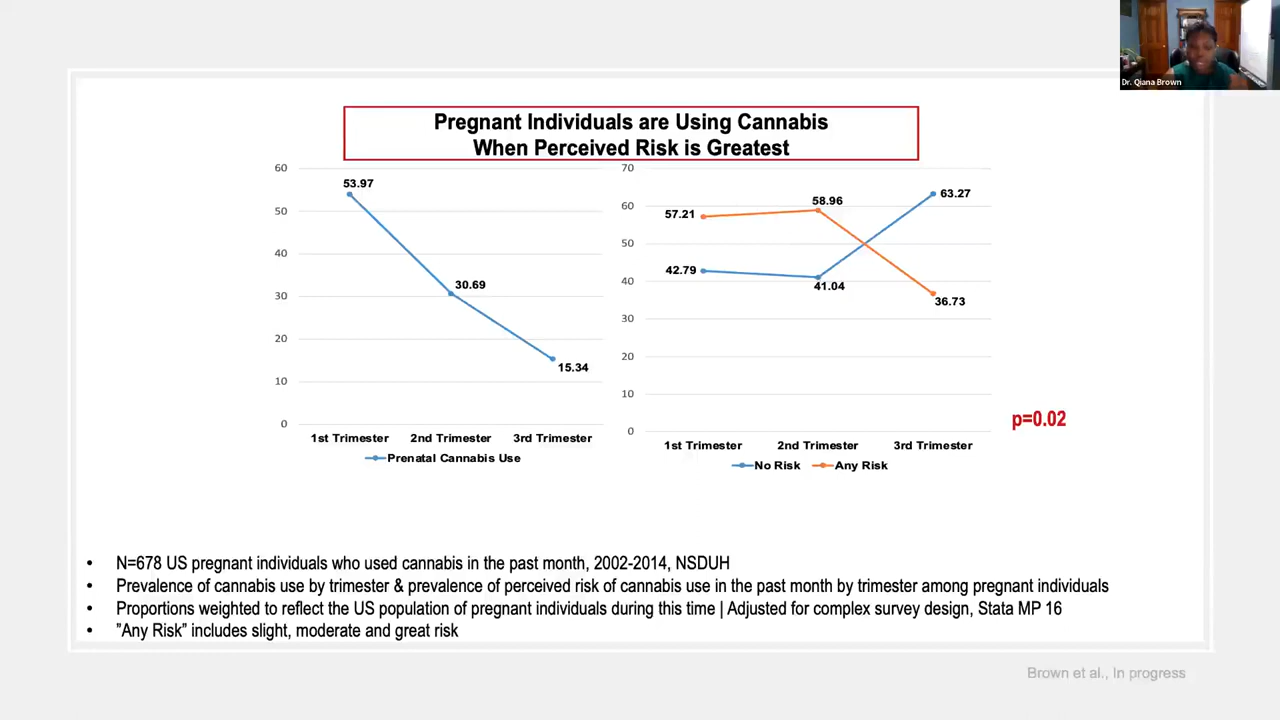 Dr. Qiana Brown
Pregnant Individuals are Using Cannabis
When Perceived Risk is Greatest
60
50
40
30
20
10
0
53.97
30.69
15.34
1st Trimester 2nd Trimester 3rd Trimester
Prenatal Cannabis Use
70
60
50
40
30
20
10
0
57.21
58.96
63.27
42.79
41.04
36.73
1st Trimester 2nd Trimester 3rd Trimester
No Risk Any Risk
p=0.02
• N=678 US pregnant individuals who used cannabis in the past month, 2002-2014, NSDUH
• Prevalence of cannabis use by trimester & prevalence of perceived risk of cannabis use in the past month by trimester among pregnant individuals
• Proportions weighted to reflect the US population of pregnant individuals during this time | Adjusted for complex survey design, Stata MP 16
• ”Any Risk” includes slight, moderate and great risk
Brown et al., In progress